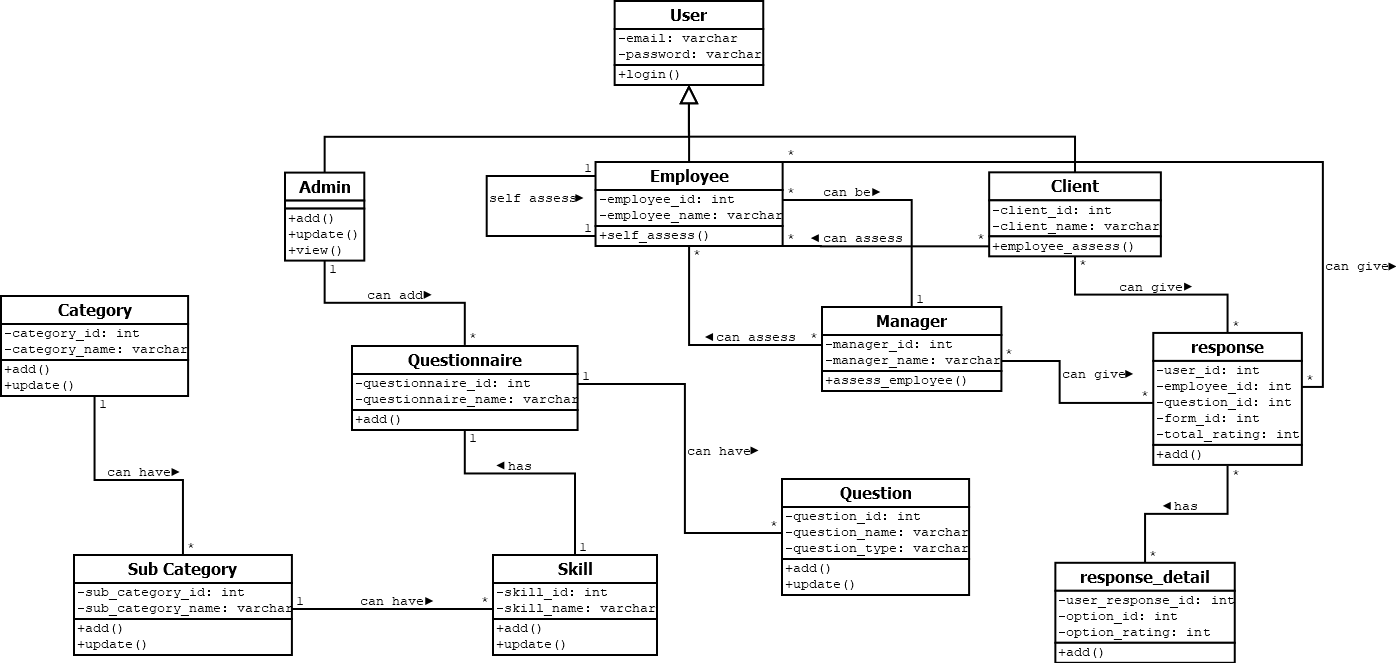 User
-email: varchar
-password: varchar
+login()
Admin
+add()
+update()
+view()
1
self assess►
1
1
Employee
-employee_id: int
-employee_name: varchar
+self_assess()
*
*
can be►
*
◄can assess
*
*
Client
-client_id: int
-client_name: varchar
+employee_assess()
*
can give►
can give►
*
*
can add►
*
◄can assess
*
1
Manager
-manager_id: int
-manager_name: varchar
+assess_employee()
*
can give►
*
response
-user_id: int
-employee_id: int
-question_id: int
-form_id: int
-total_rating: int
+add()
*
Category
-category_id: int
-category_name: varchar
+add()
+update()
1
can have►
*
Questionnaire
-questionnaire_id: int
-questionnaire_name: varchar
+add()
1
◄has
1
1
can have►
*
Question
-question_id: int
-question_name: varchar
-question_type: varchar
+add()
+update()
◄has
*
response_detail
-user_response_id: int
-option_id: int
-option_rating: int
+add()
Sub Category
-sub_category_id: int
-sub_category_name: varchar
+add()
+update()
1
can have►
*
Skill
-skill_id: int
-skill_name: varchar
+add()
+update()